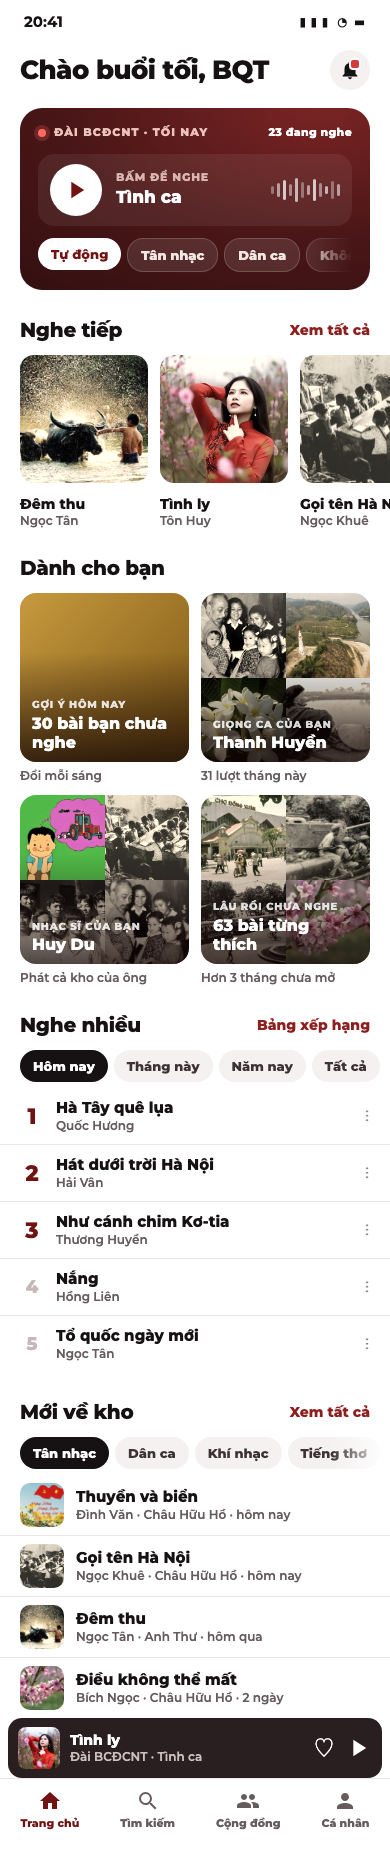 20:41
Chào buổi tối, BQT
ĐÀI BCĐCNT · TỐI NAY
23 đang nghe
BẤM ĐỂ NGHE
Tình ca
Tự động
Tân nhạc
Dân ca
Nghe tiếp
Xem tất cả
Đêm thu
Ngọc Tân
Tình ly
Tôn Huy
Gọi tên Hà N
Ngọc Khuê
Dành cho bạn
GỢI Ý HÔM NAY
30 bài bạn chưa
nghe
Đổi mỗi sáng
GIỌNG CA CỦA BẠN
Thanh Huyền
31 lượt tháng này
NHẠC SĨ CỦA BẠN
Huy Du
Phát cả kho của ông
CHỢ ĐỒNG XUÂN
LÂU RỒI CHƯA NGHE
63 bài từng
thích
Hơn 3 tháng chưa mở
Nghe nhiều
Bảng xếp hạng
Hôm nay
Tháng này
Năm nay
Tất cả
1
Hà Tây quê lụa
Quốc Hương
2
Hát dưới trời Hà Nội
Hải Vân
3
Như cánh chim Kơ-tia
Thương Huyền
4
Nắng
Hồng Liên
5
Tổ quốc ngày mới
Ngọc Tân
Mới về kho
Xem tất cả
Tân nhạc
Dân ca
Khí nhạc
Tiếng thơ
Thuyền và biển
Đình Văn · Châu Hữu Hồ · hôm nay
Gọi tên Hà Nội
Ngọc Khuê · Châu Hữu Hồ · hôm nay
Đêm thu
Ngọc Tân · Anh Thư · hôm qua
Điều không thể mất
Bích Ngọc · Châu Hữu Hồ · 2 ngày
Tình ly
Đài BCĐCNT · Tình ca
Trang chủ
Tìm kiếm
Cộng đồng
Cá nhân